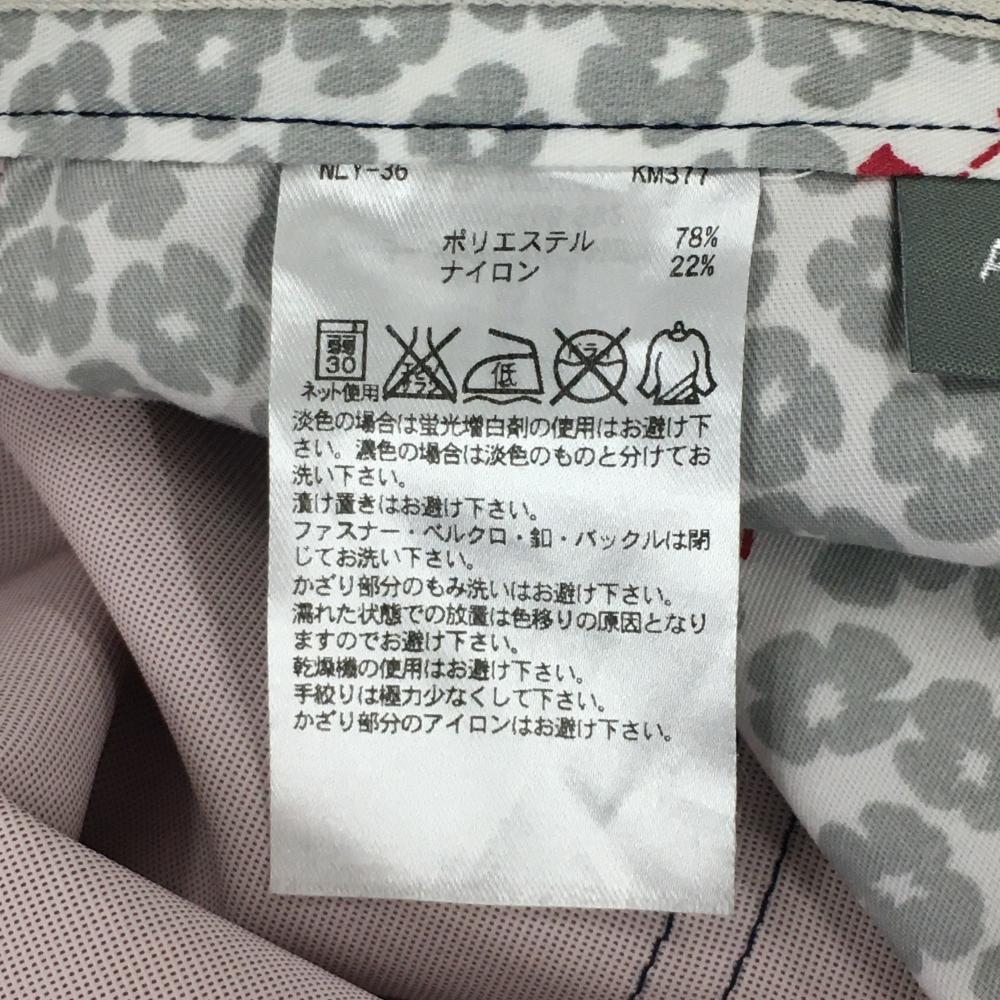 NLY-36 KM377
ポリエステル 78%
ナイロン 22%
弱
30
ネット使用
エンソ
サラシ
低
ドライ
淡色の場合は蛍光増白剤の使用はお避け下
さい。濃色の場合は淡色のものと分けてお
洗い下さい。
漬け置きはお避け下さい。
ファスナー・ベルクロ・釦・バックルは閉
じてお洗い下さい。
かざり部分のもみ洗いはお避け下さい。
濡れた状態での放置は色移りの原因となり
ますのでお避け下さい。
乾燥機の使用はお避け下さい。
手絞りは極力少なくして下さい。
かざり部分のアイロンはお避け下さい。